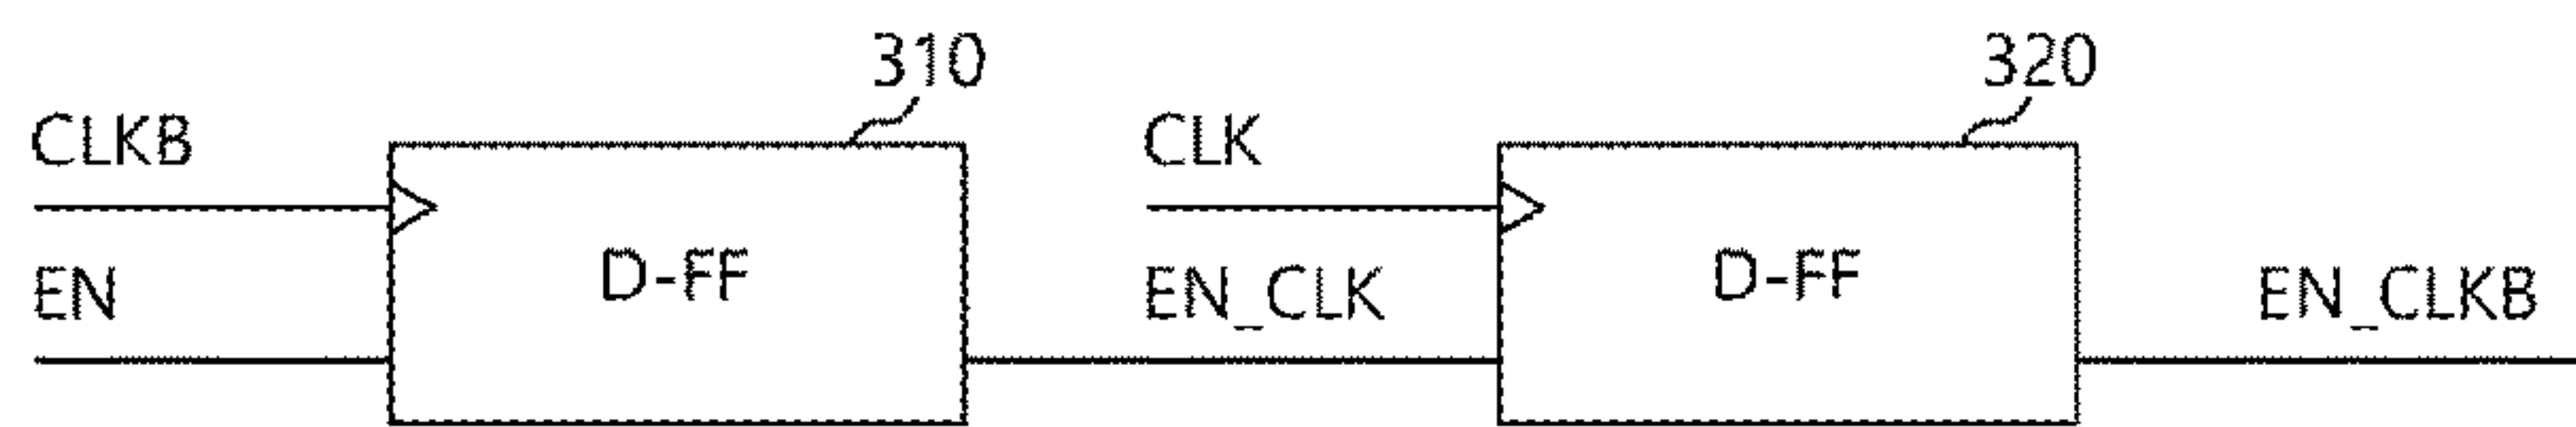 310
320
CLKB
CLK
D-FF
D-FF
EN
EN_CLK
EN_CLKB